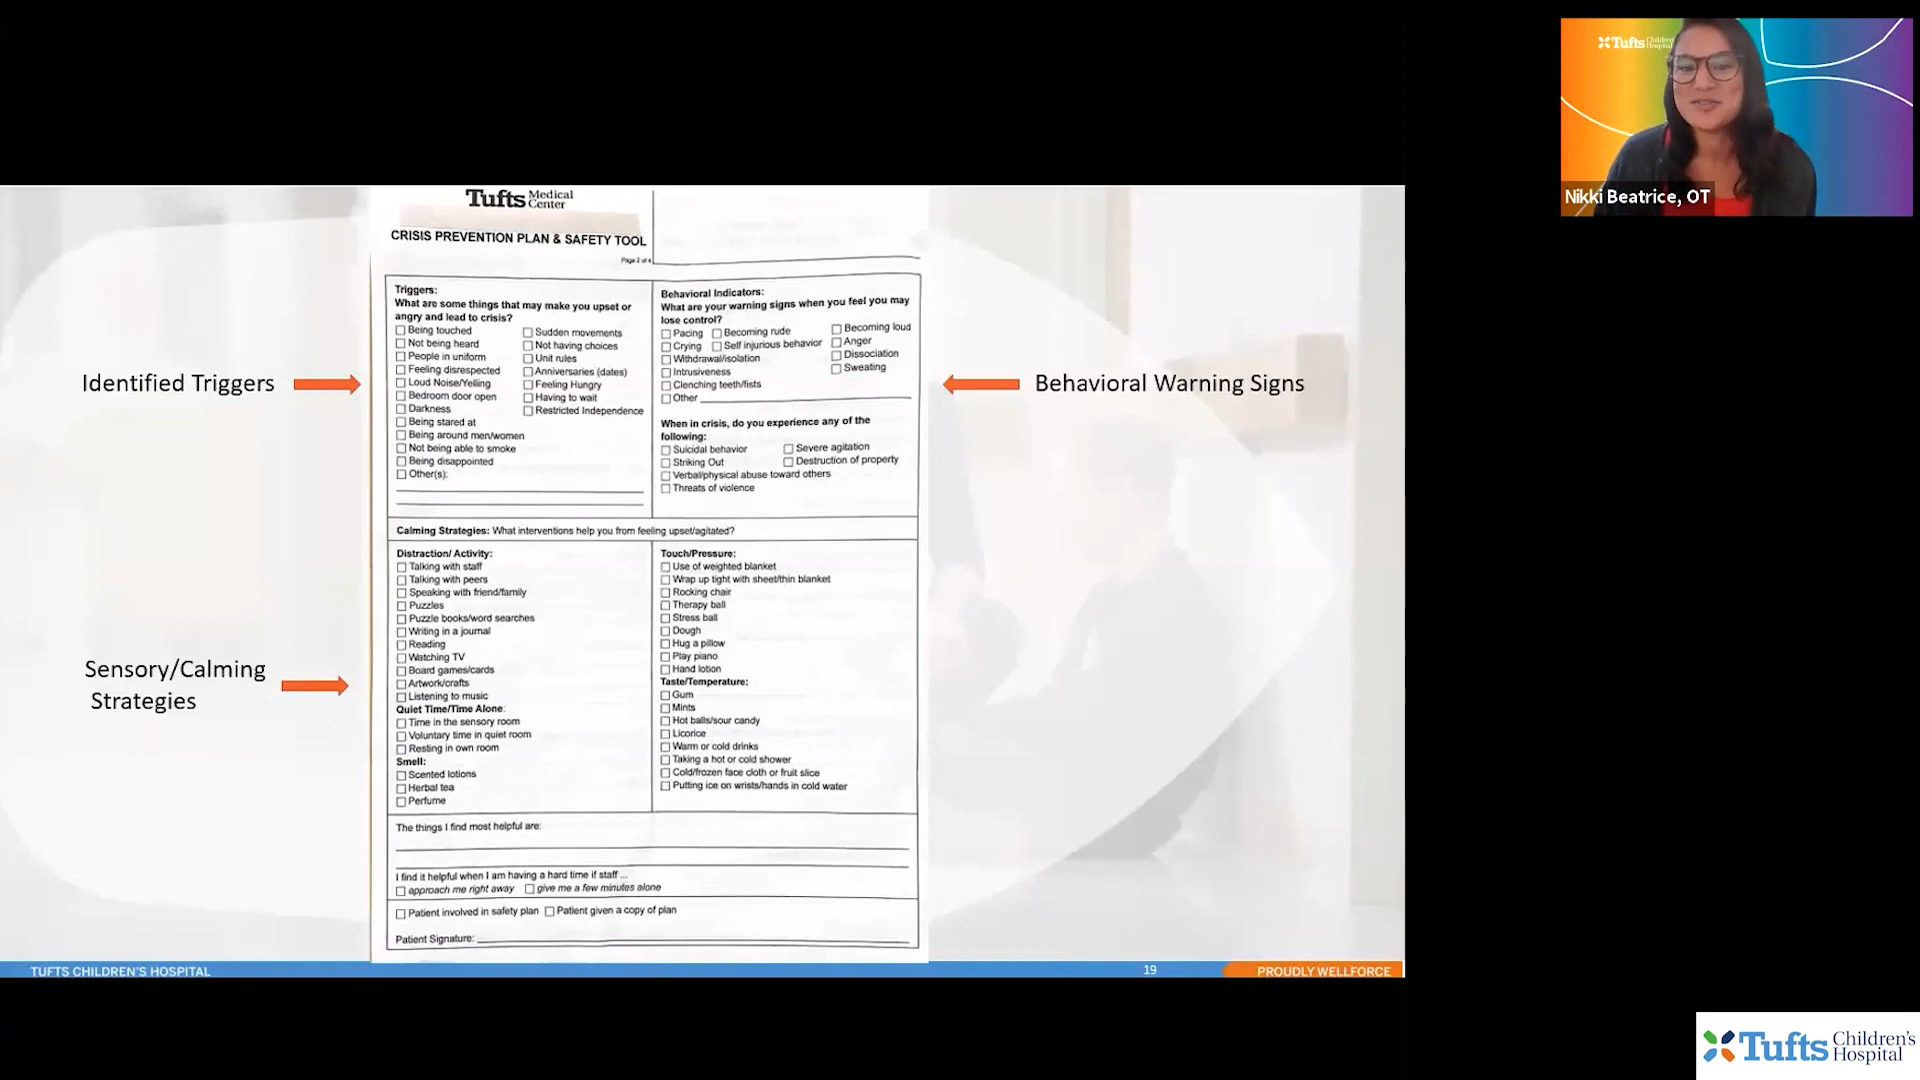 Tufts Medical Center
CRISIS PREVENTION PLAN & SAFETY TOOL
Page 2 of 4
Triggers:
What are some things that may make you upset or
angry and lead to crisis?
Being touched
Not being heard
People in uniform
Feeling disrespected
Loud Noise/Yelling
Bedroom door open
Darkness
Being stared at
Being around men/women
Not being able to smoke
Being disappointed
Other(s):
Sudden movements
Not having choices
Unit rules
Anniversaries (dates)
Feeling Hungry
Having to wait
Restricted Independence
Behavioral Indicators:
What are your warning signs when you feel you may
lose control?
Pacing Becoming rude Becoming loud
Crying Self injurious behavior Anger
Withdrawal/isolation Dissociation
Intrusiveness Sweating
Clenching teeth/fists
Other
When in crisis, do you experience any of the
following:
Suicidal behavior Severe agitation
Striking Out Destruction of property
Verbal/physical abuse toward others
Threats of violence
Identified Triggers
Behavioral Warning Signs
Calming Strategies: What interventions help you from feeling upset/agitated?
Distraction/ Activity:
Talking with staff
Talking with peers
Speaking with friend/family
Puzzles
Puzzle books/word searches
Writing in a journal
Reading
Watching TV
Board games/cards
Artwork/crafts
Listening to music
Quiet Time/Time Alone:
Time in the sensory room
Voluntary time in quiet room
Resting in own room
Smell:
Scented lotions
Herbal tea
Perfume
Touch/Pressure:
Use of weighted blanket
Wrap up tight with sheet/thin blanket
Rocking chair
Therapy ball
Stress ball
Dough
Hug a pillow
Play piano
Hand lotion
Taste/Temperature:
Gum
Mints
Hot balls/sour candy
Licorice
Warm or cold drinks
Taking a hot or cold shower
Cold/frozen face cloth or fruit slice
Putting ice on wrists/hands in cold water
Sensory/Calming
Strategies
The things I find most helpful are:
I find it helpful when I am having a hard time if staff ...
approach me right away give me a few minutes alone
Patient involved in safety plan Patient given a copy of plan
Patient Signature:
TUFTS CHILDREN'S HOSPITAL
19
PROUDLY WELLFORCE
Tufts Children's Hospital
Nikki Beatrice, OT
Tufts Children's Hospital